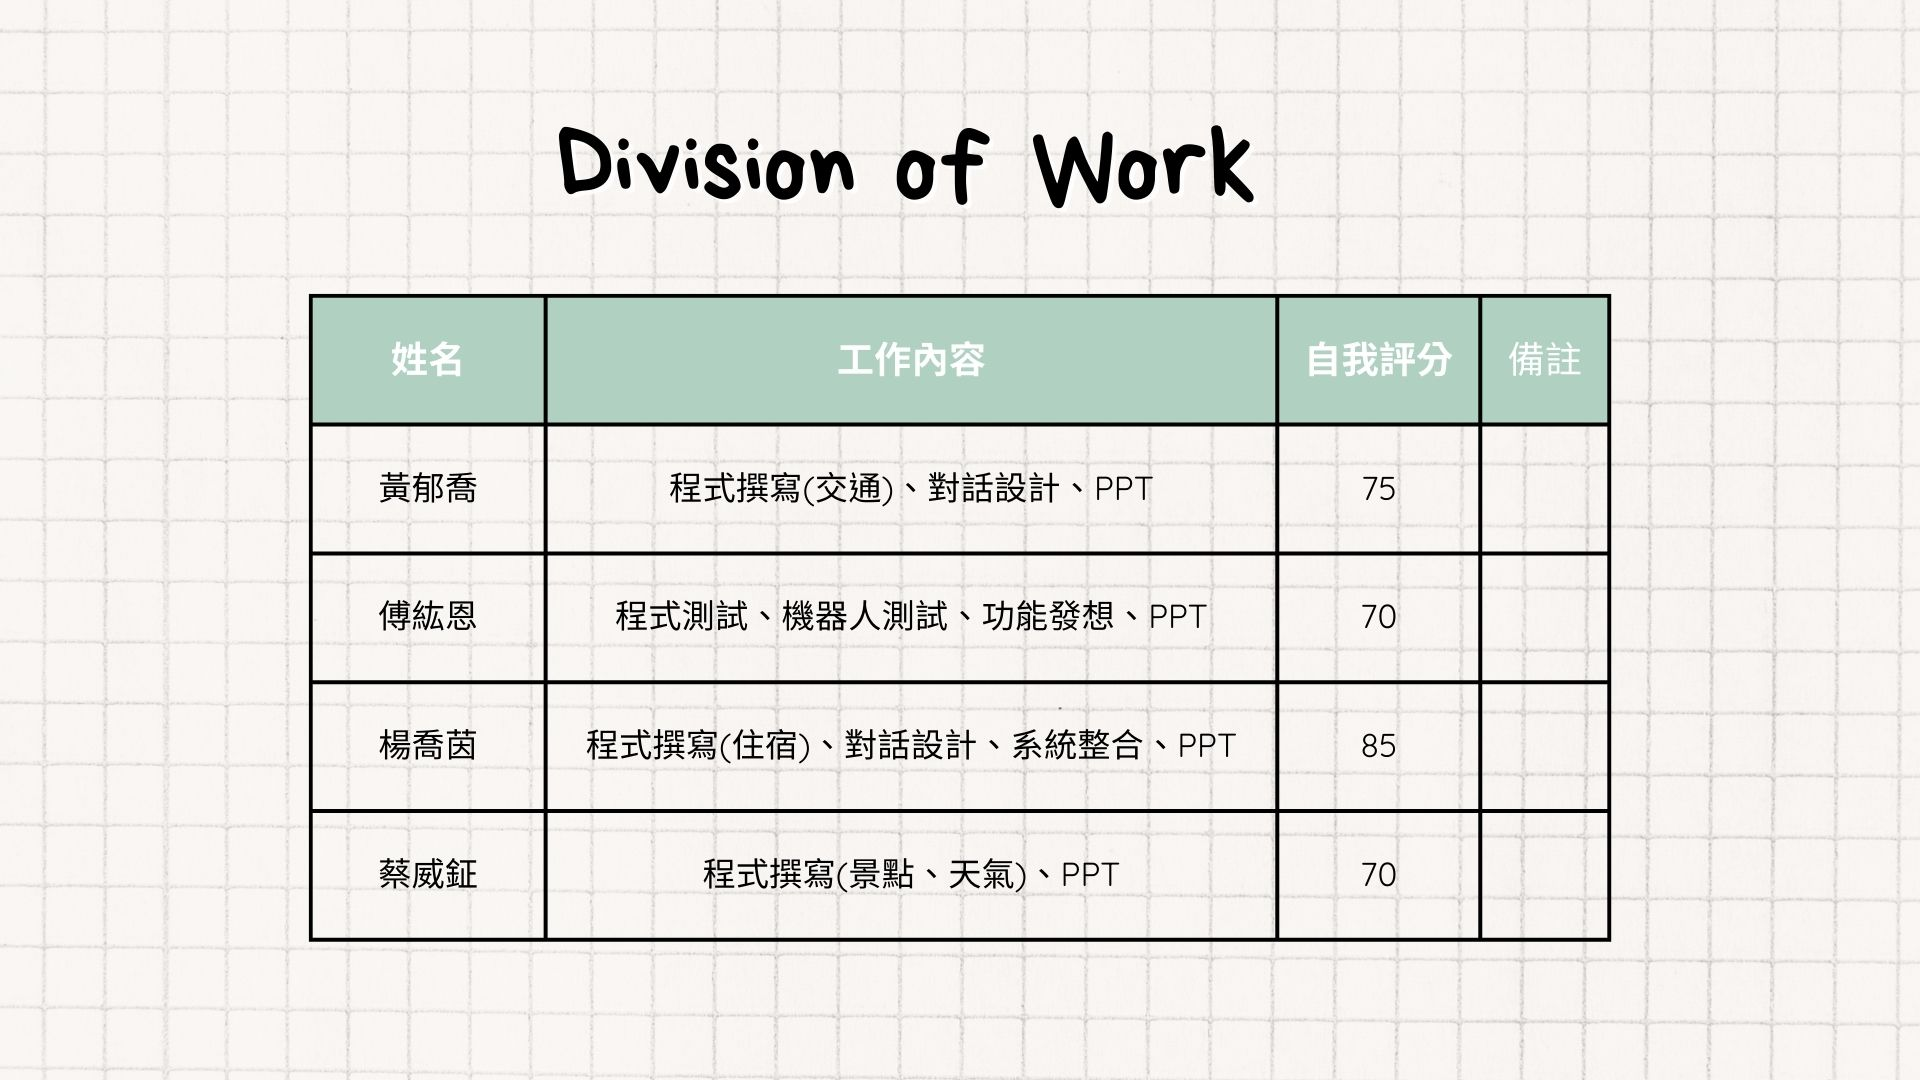 Division of Work
姓名 工作內容 自我評分 備註
黃郁喬 程式撰寫(交通)、對話設計、PPT 75
傅紘恩 程式測試、機器人測試、功能發想、PPT 70
楊喬茵 程式撰寫(住宿)、對話設計、系統整合、PPT 85
蔡威鉦 程式撰寫(景點、天氣)、PPT 70